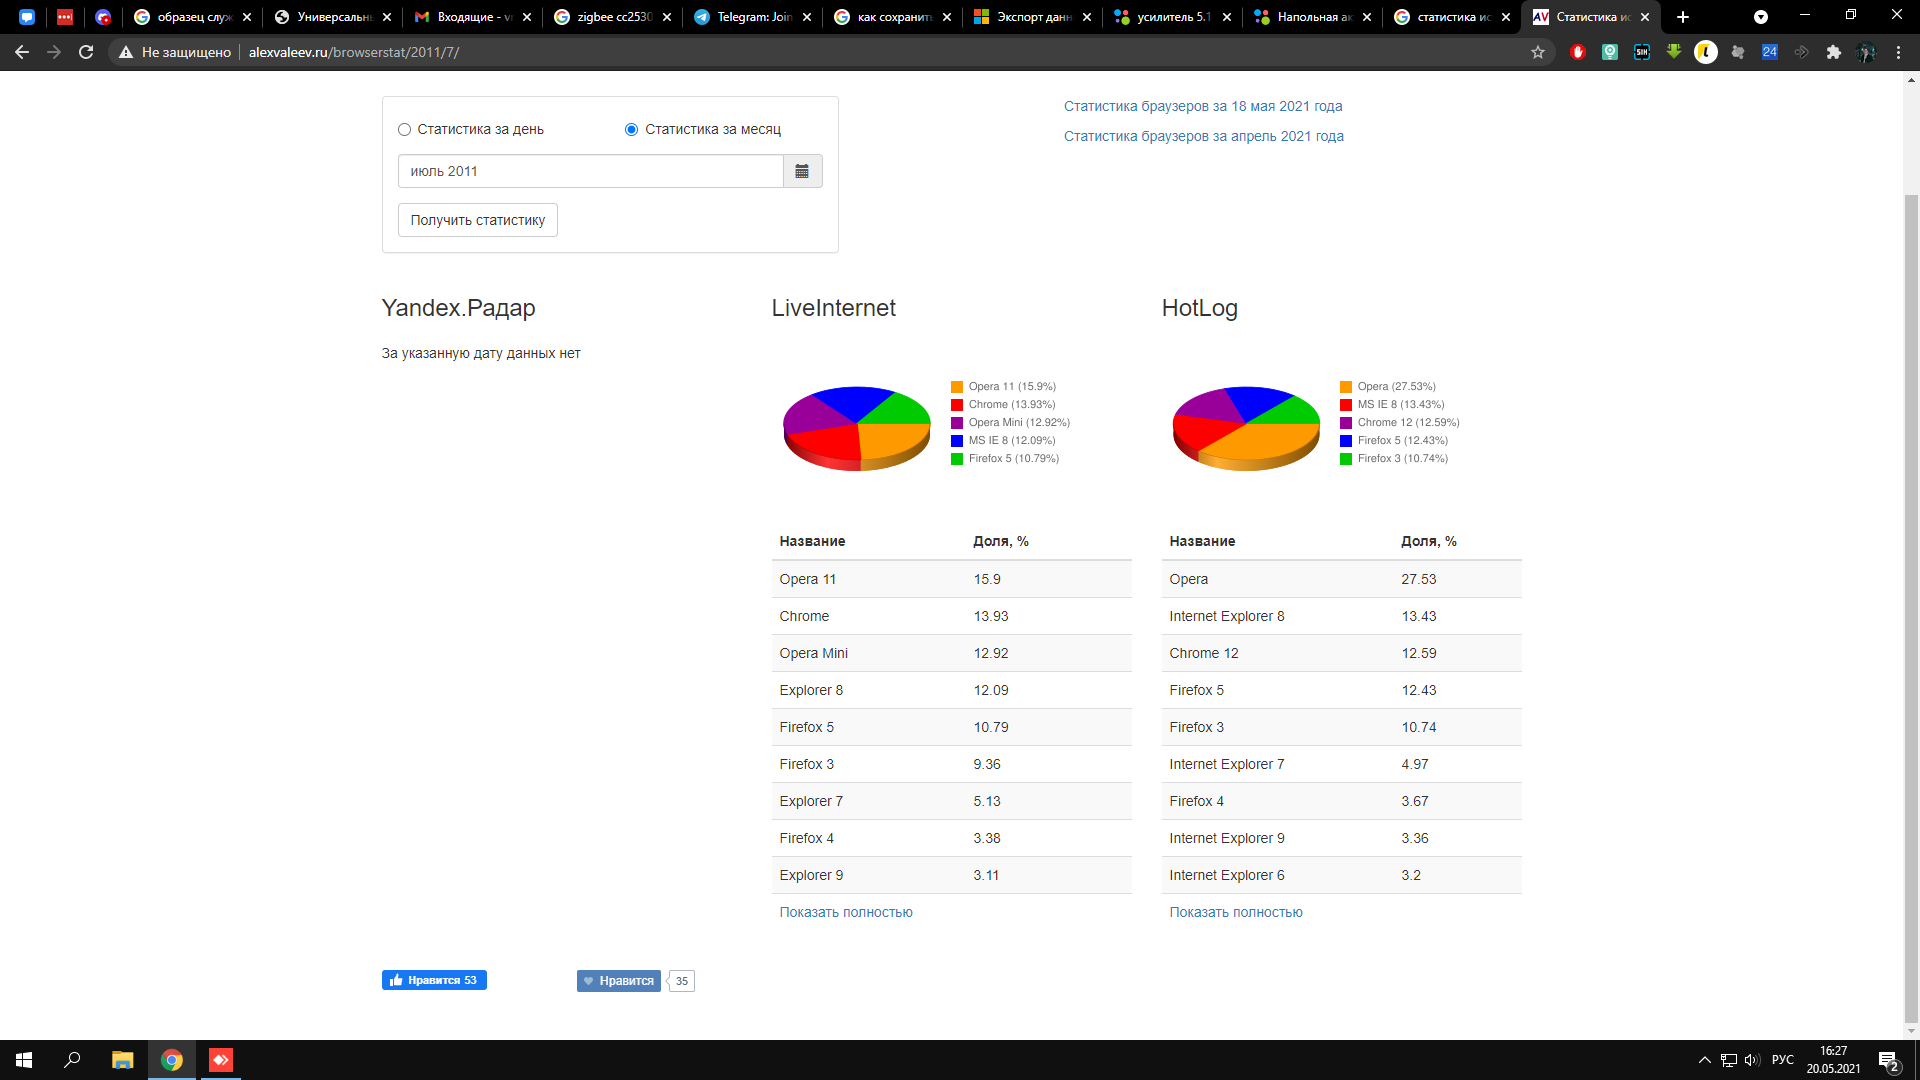 образец служ
Универсальны
Входящие - vr
zigbee cc2530
Telegram: Join
как сохранить
Экспорт данн
усилитель 5.1
Напольная ак
статистика ис
AV Статистика ис
Не защищено alexvaleev.ru/browserstat/2011/7/
24
Статистика за день Статистика за месяц
июль 2011
Получить статистику
Статистика браузеров за 18 мая 2021 года
Статистика браузеров за апрель 2021 года
Yandex.Радар
За указанную дату данных нет
LiveInternet
Opera 11 (15.9%)
Chrome (13.93%)
Opera Mini (12.92%)
MS IE 8 (12.09%)
Firefox 5 (10.79%)
Название Доля, %
Opera 11 15.9
Chrome 13.93
Opera Mini 12.92
Explorer 8 12.09
Firefox 5 10.79
Firefox 3 9.36
Explorer 7 5.13
Firefox 4 3.38
Explorer 9 3.11
Показать полностью
HotLog
Opera (27.53%)
MS IE 8 (13.43%)
Chrome 12 (12.59%)
Firefox 5 (12.43%)
Firefox 3 (10.74%)
Название Доля, %
Opera 27.53
Internet Explorer 8 13.43
Chrome 12 12.59
Firefox 5 12.43
Firefox 3 10.74
Internet Explorer 7 4.97
Firefox 4 3.67
Internet Explorer 9 3.36
Internet Explorer 6 3.2
Показать полностью
Нравится 53
Нравится 35
РУС
16:27
20.05.2021
2